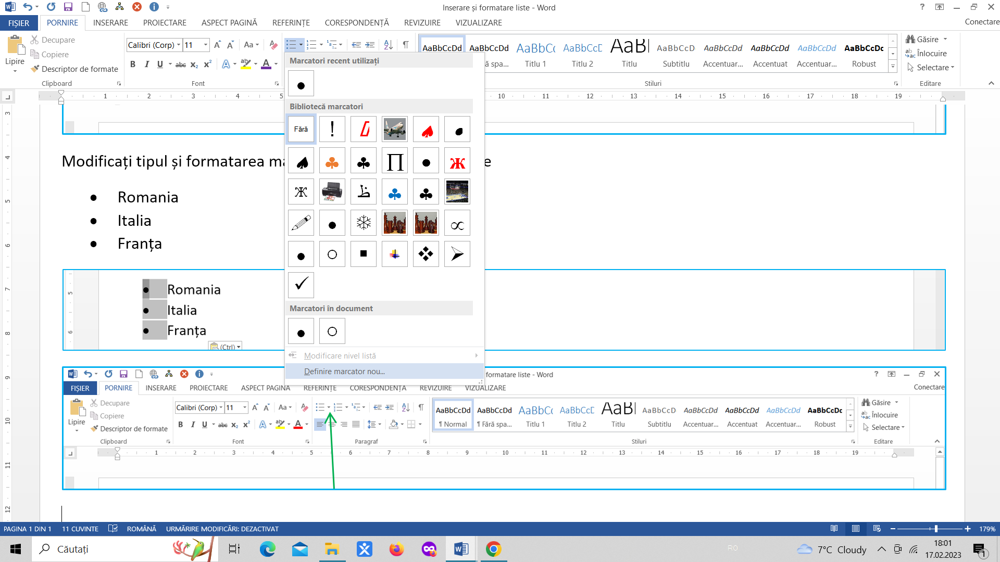 Inserare și formatare liste - Word
FIȘIER PORNIRE INSERARE PROIECTARE ASPECT PAGINĂ REFERINȚE CORESPONDENȚĂ REVIZUIRE VIZUALIZARE Conectare
Lipire
Decupare
Copiere
Descriptor de formate
Clipboard
Calibri (Corp) 11
Font
AaBbCcDd AaBbCcDd AaBbCc AaBbCcD AaBl AaBbCcD AaBbCcDd AaBbCcDd AaBbCcDd AaBbCcDc
ă spa... Titlu 1 Titlu 2 Titlu Subtitlu Accentuar... Accentuat Accentuar... Robust
Stiluri
Găsire
Înlocuire
Selectare
Editare
Marcatori recent utilizați
Bibliotecă marcatori
Fără
!
Marcatori în document
Modificare nivel listă
Definire marcator nou...
1 2 3 4 5 10 11 12 13 14 15 16 17 18 19
Modificați tipul și formatarea ma e
● Romania
● Italia
● Franța
● Romania
● Italia
● Franța
(Ctrl)
formatare liste - Word
FIȘIER PORNIRE INSERARE PROIECTARE ASPECT PAGINĂ REFERINȚE CORESPONDENȚĂ REVIZUIRE VIZUALIZARE Conectare
Lipire
Decupare
Copiere
Descriptor de formate
Clipboard
Calibri (Corp) 11
Font
Paragraf
AaBbCcDd AaBbCcDd AaBbCc AaBbCcD AaBl AaBbCcD AaBbCcDd AaBbCcDd AaBbCcDd AaBbCcDc
¶ Normal ¶ Fără spa... Titlu 1 Titlu 2 Titlu Subtitlu Accentuar... Accentuat Accentuar... Robust
Stiluri
Găsire
Înlocuire
Selectare
Editare
1 2 3 4 5 6 7 8 9 10 11 12 13 14 15 16 17 18 19
PAGINA 1 DIN 1 11 CUVINTE ROMÂNĂ URMĂRIRE MODIFICĂRI: DEZACTIVAT 179%
Căutați
RO
7°C Cloudy
18:01
17.02.2023
1